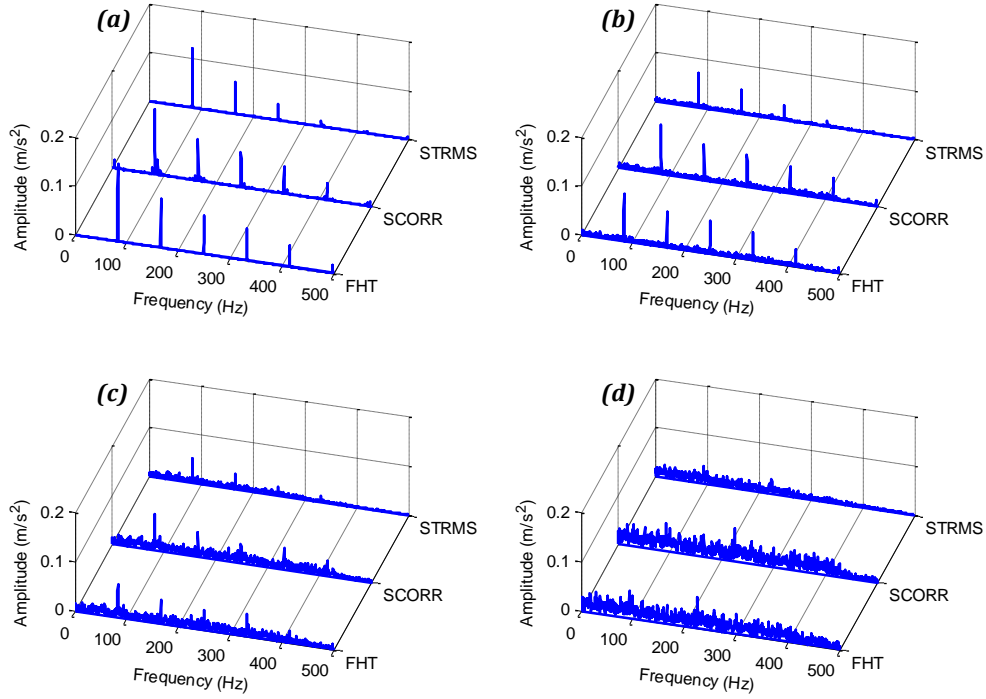 (a)
0.2
0.1
0
Amplitude (m/s²)
0
100
200
300
400
500
Frequency (Hz)
STRMS
SCORR
FHT
(b)
0.2
0.1
0
Amplitude (m/s²)
0
100
200
300
400
500
Frequency (Hz)
STRMS
SCORR
FHT
(c)
0.2
0.1
0
Amplitude (m/s²)
0
100
200
300
400
500
Frequency (Hz)
STRMS
SCORR
FHT
(d)
0.2
0.1
0
Amplitude (m/s²)
0
100
200
300
400
500
Frequency (Hz)
STRMS
SCORR
FHT